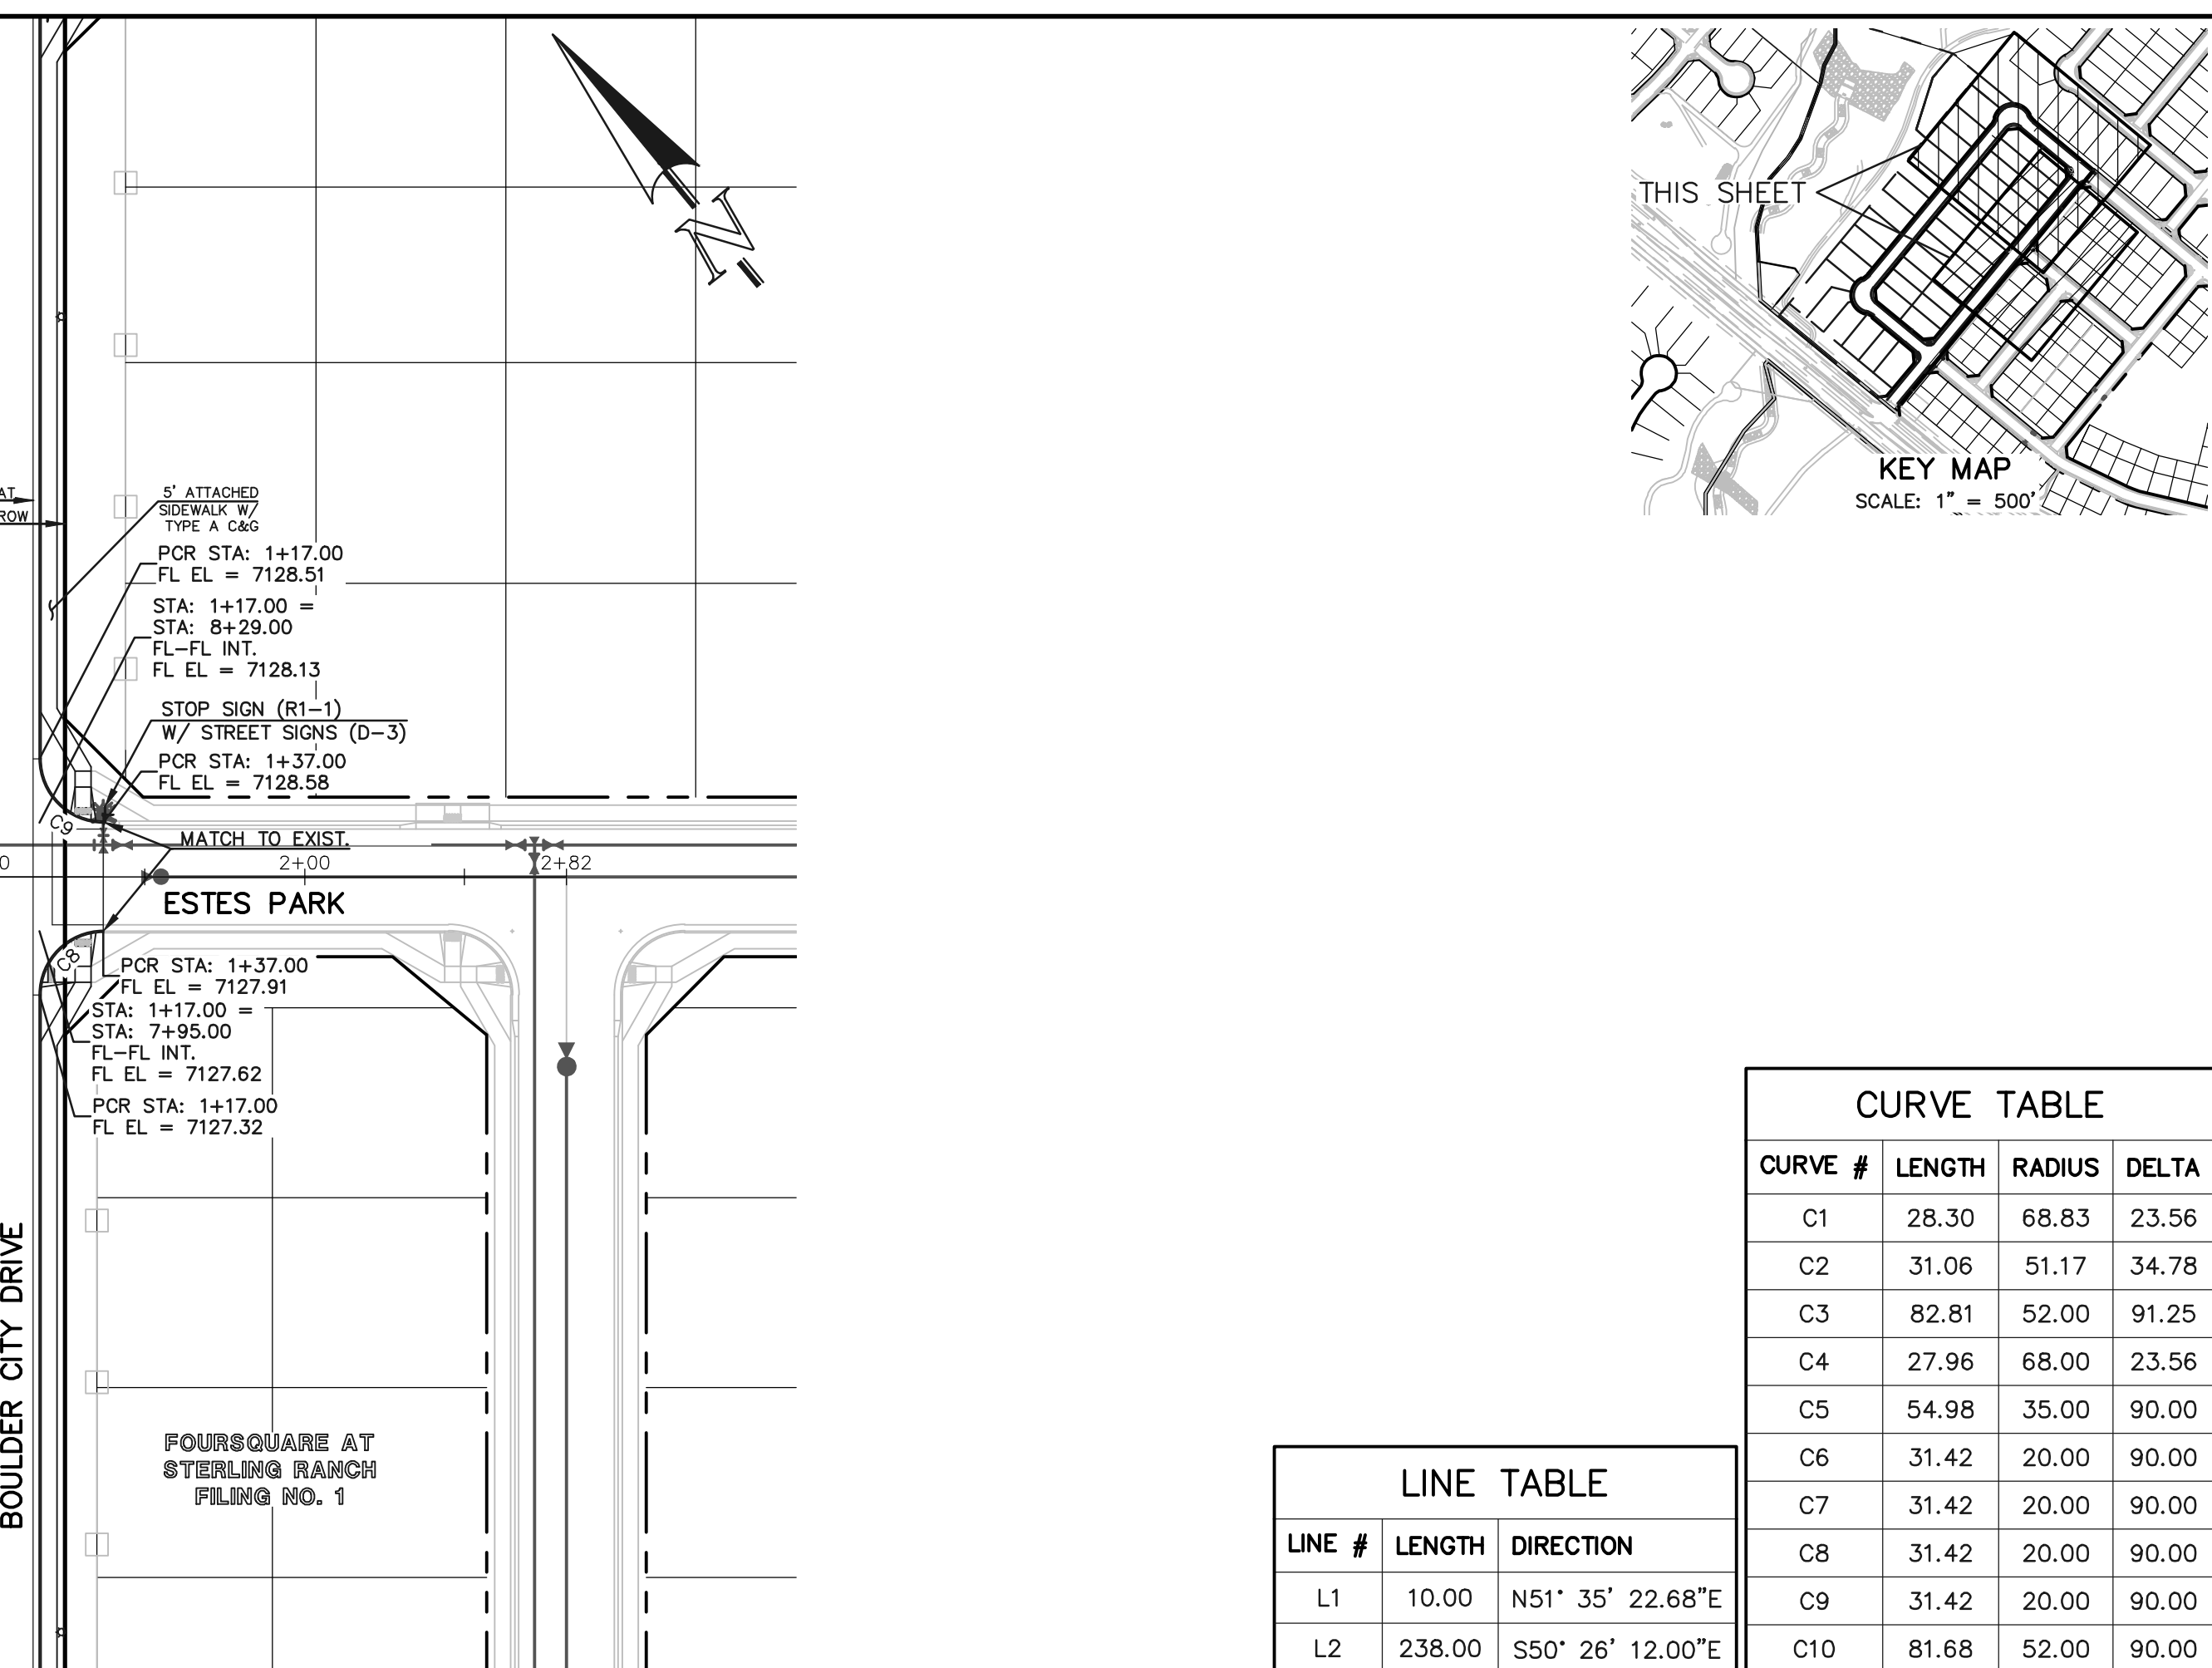 N
THIS SHEET
KEY MAP
SCALE: 1" = 500'
AT
ROW
5' ATTACHED
SIDEWALK W/
TYPE A C&G
PCR STA: 1+17.00
FL EL = 7128.51
STA: 1+17.00 =
STA: 8+29.00
FL-FL INT.
FL EL = 7128.13
STOP SIGN (R1-1)
W/ STREET SIGNS (D-3)
PCR STA: 1+37.00
FL EL = 7128.58
C9
MATCH TO EXIST.
0
2+00
2+82
ESTES PARK
C8
PCR STA: 1+37.00
FL EL = 7127.91
STA: 1+17.00 =
STA: 7+95.00
FL-FL INT.
FL EL = 7127.62
PCR STA: 1+17.00
FL EL = 7127.32
BOULDER CITY DRIVE
FOURSQUARE AT
STERLING RANCH
FILING NO. 1
LINE TABLE
LINE # LENGTH DIRECTION
L1 10.00 N51° 35' 22.68"E
L2 238.00 S50° 26' 12.00"E
CURVE TABLE
CURVE # LENGTH RADIUS DELTA
C1 28.30 68.83 23.56
C2 31.06 51.17 34.78
C3 82.81 52.00 91.25
C4 27.96 68.00 23.56
C5 54.98 35.00 90.00
C6 31.42 20.00 90.00
C7 31.42 20.00 90.00
C8 31.42 20.00 90.00
C9 31.42 20.00 90.00
C10 81.68 52.00 90.00